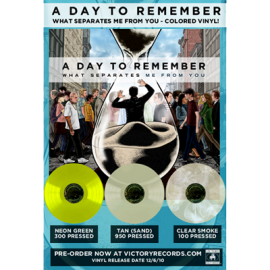 A DAY TO REMEMBER
WHAT SEPARATES ME FROM YOU - COLORED VINYL!
A DAY TO REMEMBER
WHAT SEPARATES ME FROM YOU
NEON GREEN
300 PRESSED
TAN (SAND)
950 PRESSED
CLEAR SMOKE
100 PRESSED
PRE-ORDER NOW AT VICTORYRECORDS.COM
VINYL RELEASE DATE 12/6/10